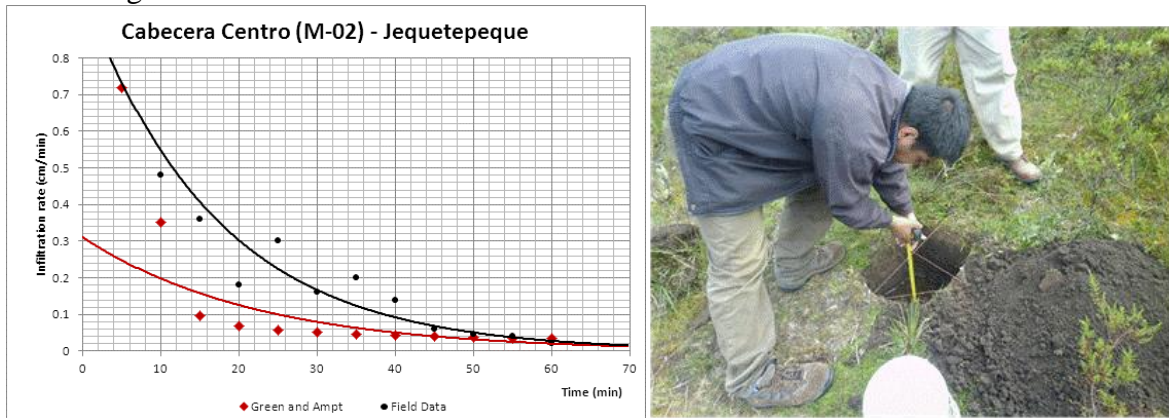 Cabecera Centro (M-02) - Jequetepeque
Infiltration rate (cm/min)
0.8
0.7
0.6
0.5
0.4
0.3
0.2
0.1
0
0 10 20 30 40 50 60 70
Time (min)
Green and Ampt Field Data